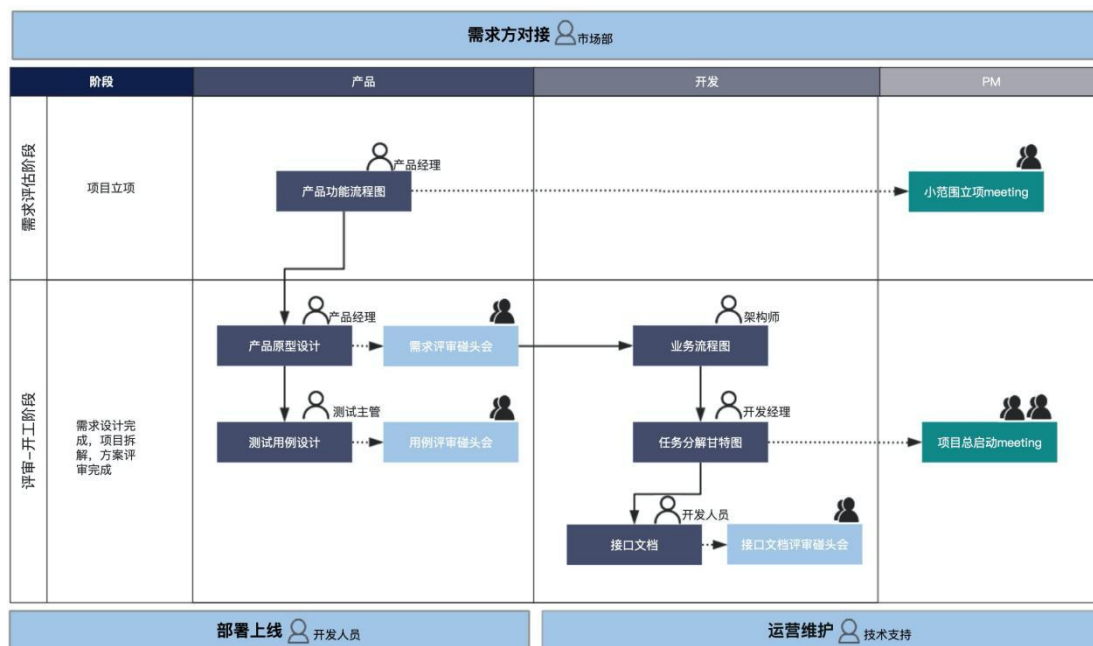 需求方对接 市场部
阶段 产品 开发 PM
需求评估阶段
项目立项
产品经理
产品功能流程图
小范围立项meeting
评审-开工阶段
需求设计完
成，项目拆
解，方案评
审完成
产品经理
产品原型设计
需求评审碰头会
架构师
业务流程图
测试主管
测试用例设计
用例评审碰头会
开发经理
任务分解甘特图
项目总启动meeting
开发人员
接口文档
接口文档评审碰头会
部署上线 开发人员
运营维护 技术支持